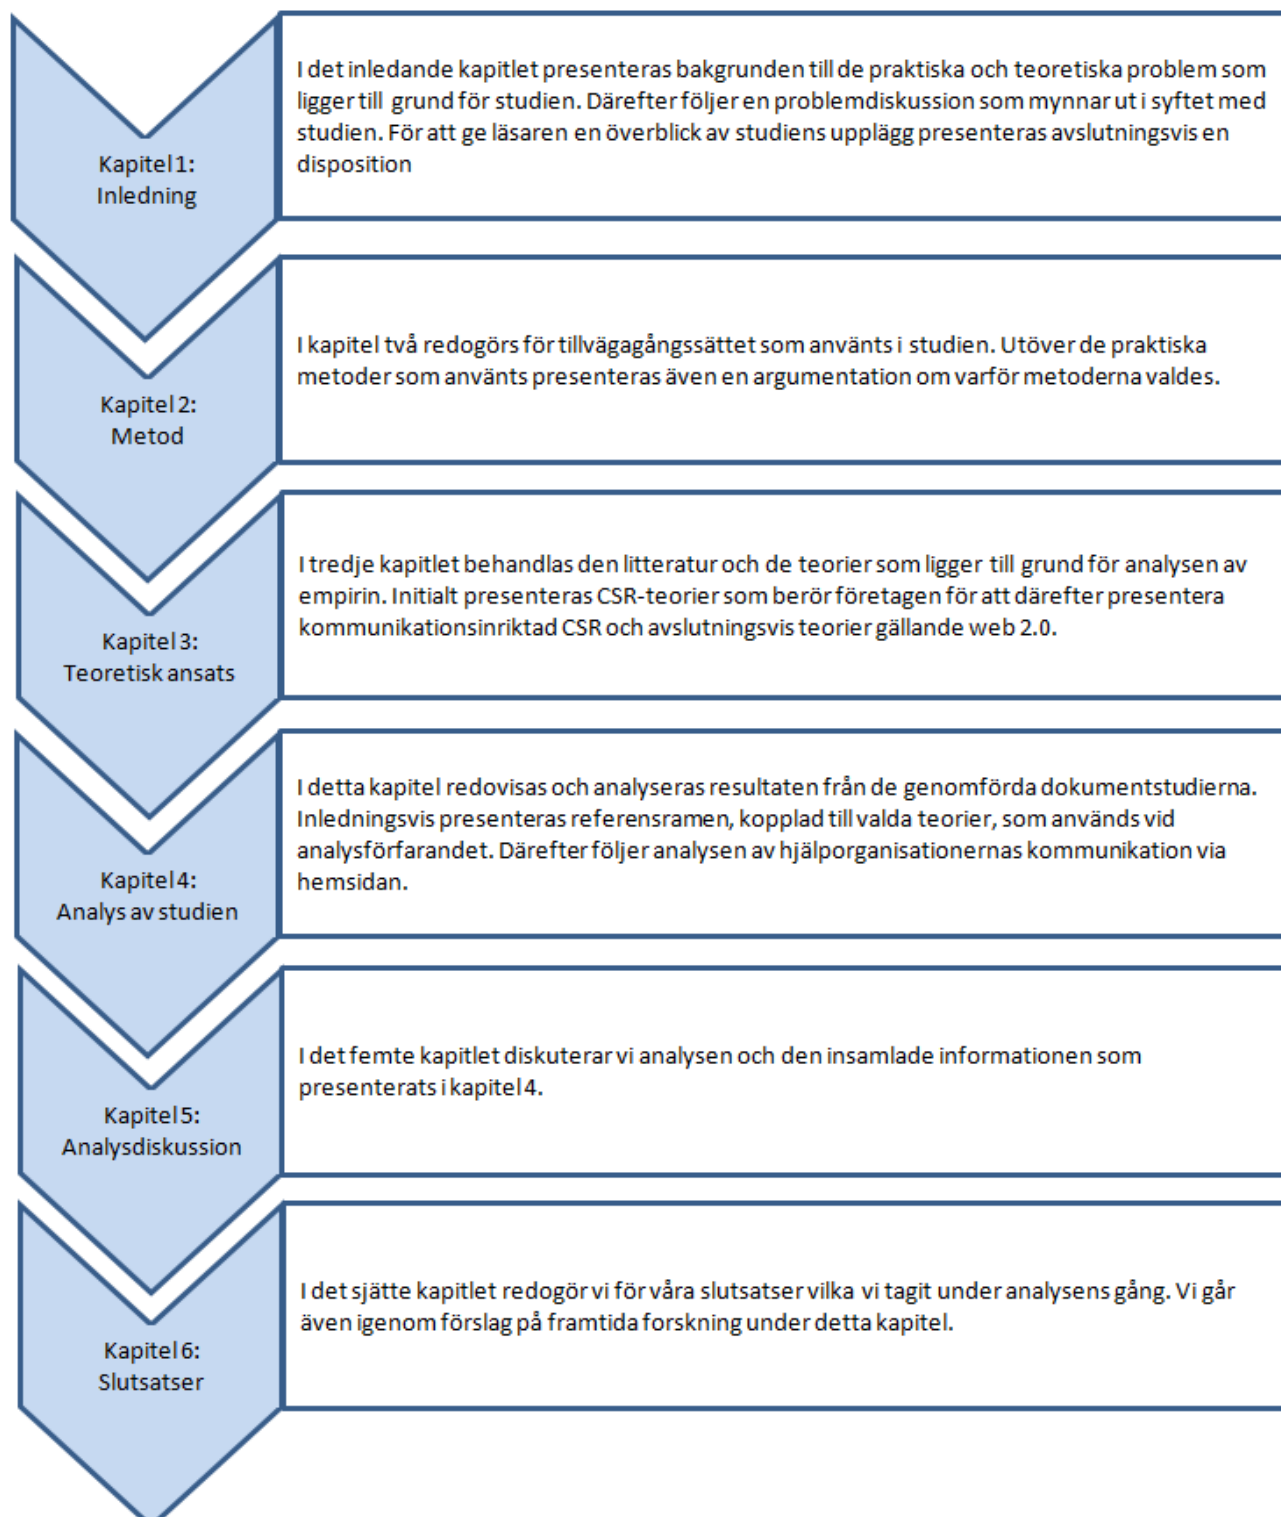 Kapitel 1:
Inledning
I det inledande kapitlet presenteras bakgrunden till de praktiska och teoretiska problem som
ligger till grund för studien. Därefter följer en problemdiskussion som mynnar ut i syftet med
studien. För att ge läsaren en överblick av studiens upplägg presenteras avslutningsvis en
disposition
Kapitel 2:
Metod
I kapitel två redogörs för tillvägagångssättet som använts i studien. Utöver de praktiska
metoder som använts presenteras även en argumentation om varför metoderna valdes.
Kapitel 3:
Teoretisk ansats
I tredje kapitlet behandlas den litteratur och de teorier som ligger till grund för analysen av
empirin. Initialt presenteras CSR-teorier som berör företagen för att därefter presentera
kommunikationsinriktad CSR och avslutningsvis teorier gällande web 2.0.
Kapitel 4:
Analys av studien
I detta kapitel redovisas och analyseras resultaten från de genomförda dokumentstudierna.
Inledningsvis presenteras referensramen, kopplad till valda teorier, som används vid
analysförfarandet. Därefter följer analysen av hjälporganisationernas kommunikation via
hemsidan.
Kapitel 5:
Analysdiskussion
I det femte kapitlet diskuterar vi analysen och den insamlade informationen som
presenterats i kapitel 4.
Kapitel 6:
Slutsatser
I det sjätte kapitlet redogör vi för våra slutsatser vilka vi tagit under analysens gång. Vi går
även igenom förslag på framtida forskning under detta kapitel.